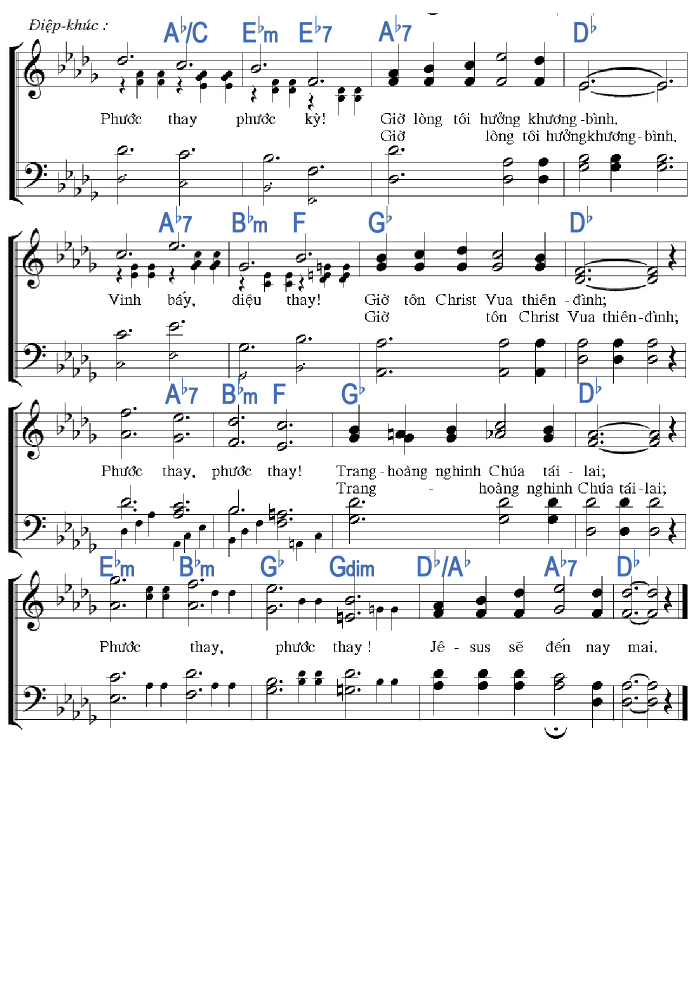 Điệp-khúc :
A♭/C E♭m E♭7 A♭7 D♭
Phước thay phước kỳ! Giờ lòng tôi hưởng khương-bình,
Giờ lòng tôi hưởngkhương-bình.
A♭7 B♭m F G♭ D♭
Vinh bấy, diệu thay! Giờ tôn Christ Vua thiên-đình;
Giờ tôn Christ Vua thiên-đình;
A♭7 B♭m F G♭ D♭
Phước thay, phước thay! Trang-hoàng nghinh Chúa tái-lai;
Trang - hoàng nghinh Chúa tái-lai;
E♭m B♭m G♭ Gdim D♭/A♭ A♭7 D♭
Phước thay, phước thay! Jê-sus sẽ đến nay mai.